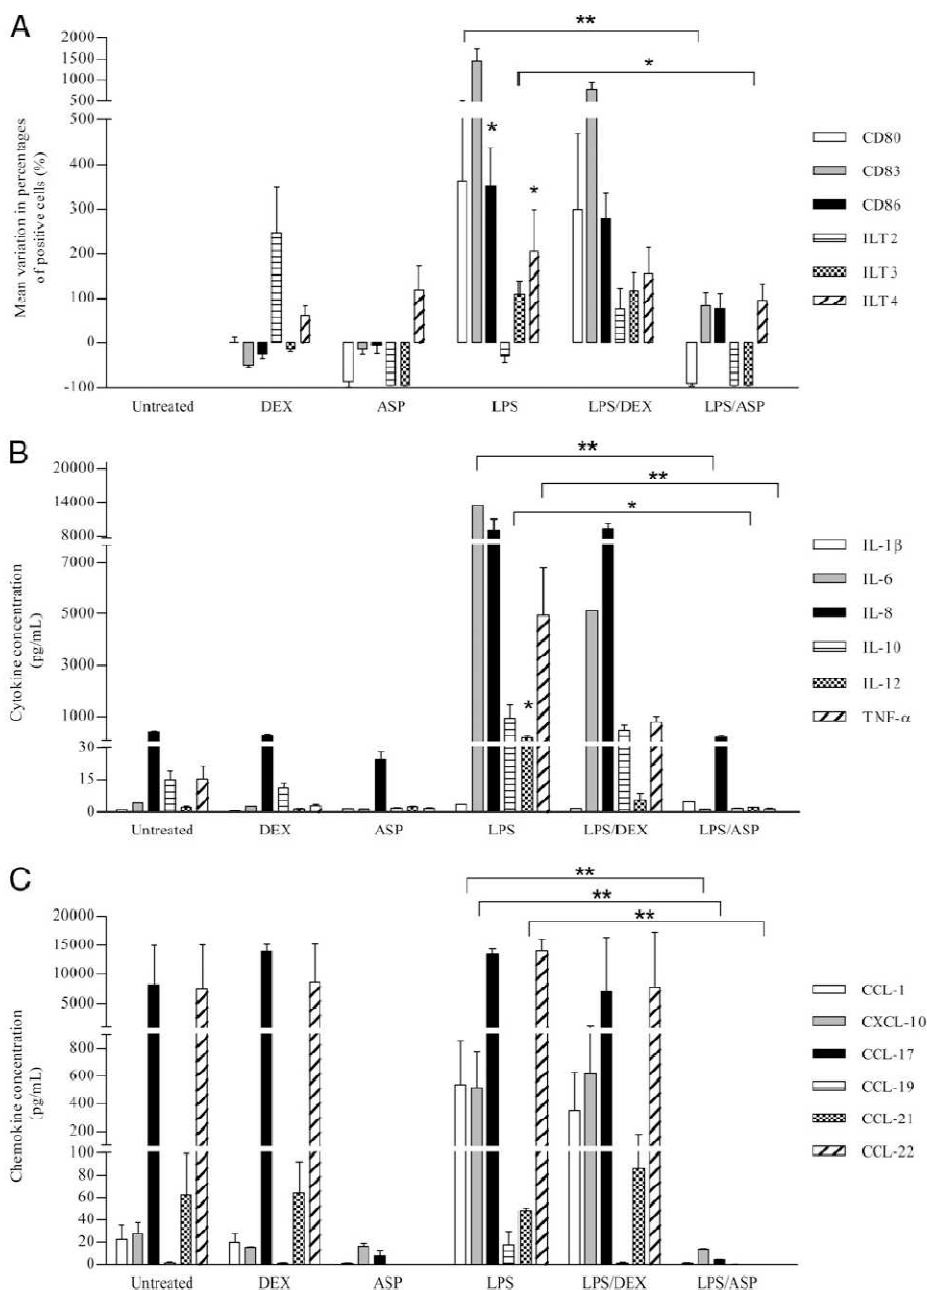 A
**
*
2000
1500
1000
500
500
400
300
200
100
0
-100
Mean variation in percentages
of positive cells (%)
*
*
CD80
CD83
CD86
ILT2
ILT3
ILT4
Untreated DEX ASP LPS LPS/DEX LPS/ASP
B
**
**
*
20000
14000
8000
7000
5000
3000
1000
30
15
0
Cytokine concentration
(pg/mL)
*
IL-1β
IL-6
IL-8
IL-10
IL-12
TNF-α
Untreated DEX ASP LPS LPS/DEX LPS/ASP
C
**
**
**
20000
15000
10000
5000
800
600
400
200
100
80
60
40
20
0
Chemokine concentration
(pg/mL)
CCL-1
CXCL-10
CCL-17
CCL-19
CCL-21
CCL-22
Untreated DEX ASP LPS LPS/DEX LPS/ASP